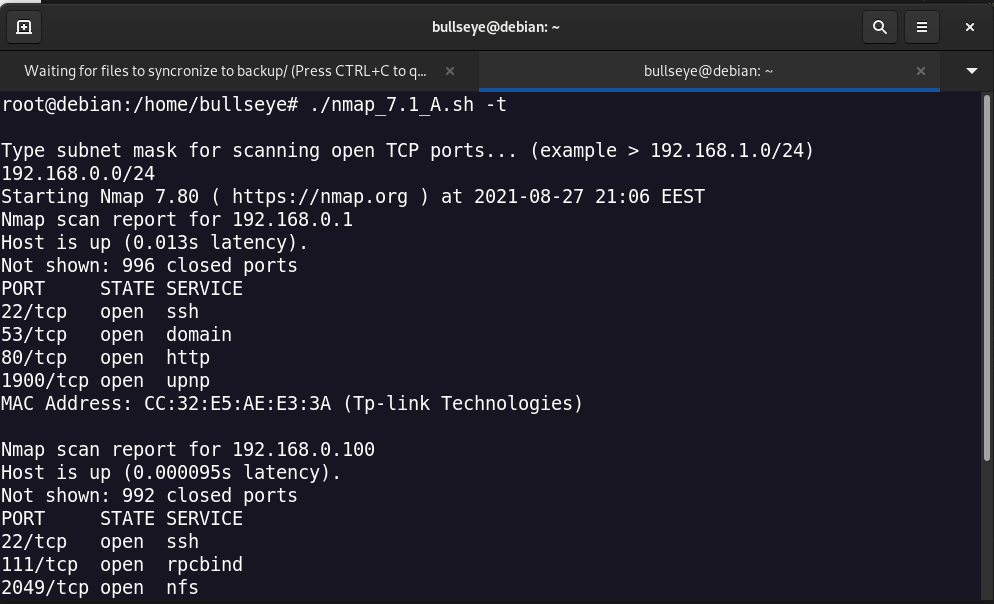 bullseye@debian: ~
Waiting for files to syncronize to backup/ (Press CTRL+C to q...
bullseye@debian: ~
root@debian:/home/bullseye# ./nmap_7.1_A.sh -t
Type subnet mask for scanning open TCP ports... (example > 192.168.1.0/24)
192.168.0.0/24
Starting Nmap 7.80 ( https://nmap.org ) at 2021-08-27 21:06 EEST
Nmap scan report for 192.168.0.1
Host is up (0.013s latency).
Not shown: 996 closed ports
PORT     STATE SERVICE
22/tcp   open  ssh
53/tcp   open  domain
80/tcp   open  http
1900/tcp open  upnp
MAC Address: CC:32:E5:AE:E3:3A (Tp-link Technologies)
Nmap scan report for 192.168.0.100
Host is up (0.000095s latency).
Not shown: 992 closed ports
PORT     STATE SERVICE
22/tcp   open  ssh
111/tcp  open  rpcbind
2049/tcp open  nfs